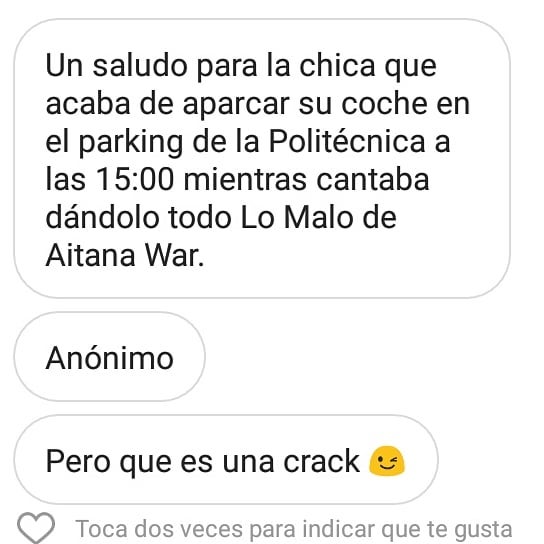 Un saludo para la chica que
acaba de aparcar su coche en
el parking de la Politécnica a
las 15:00 mientras cantaba
dándolo todo Lo Malo de
Aitana War.
Anónimo
Pero que es una crack 😉
Toca dos veces para indicar que te gusta